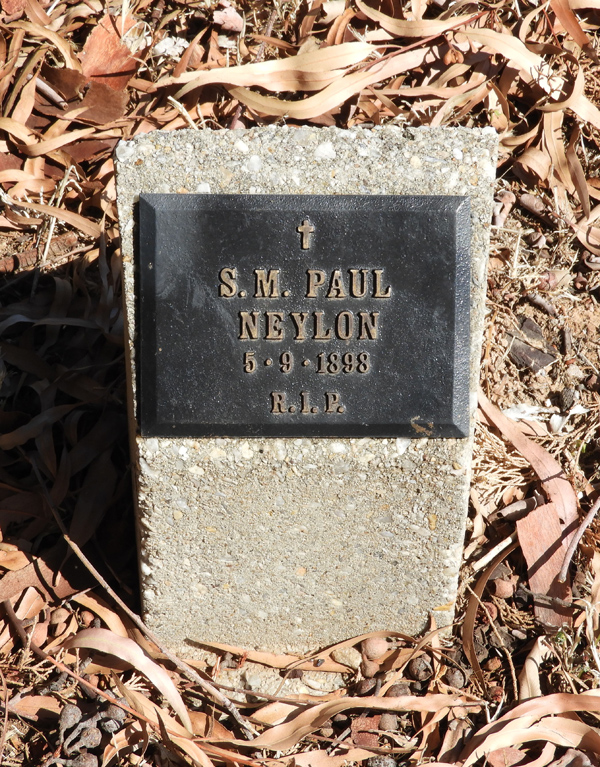 S. M. PAUL
NEYLON
5 · 9 · 1898
R. I. P.